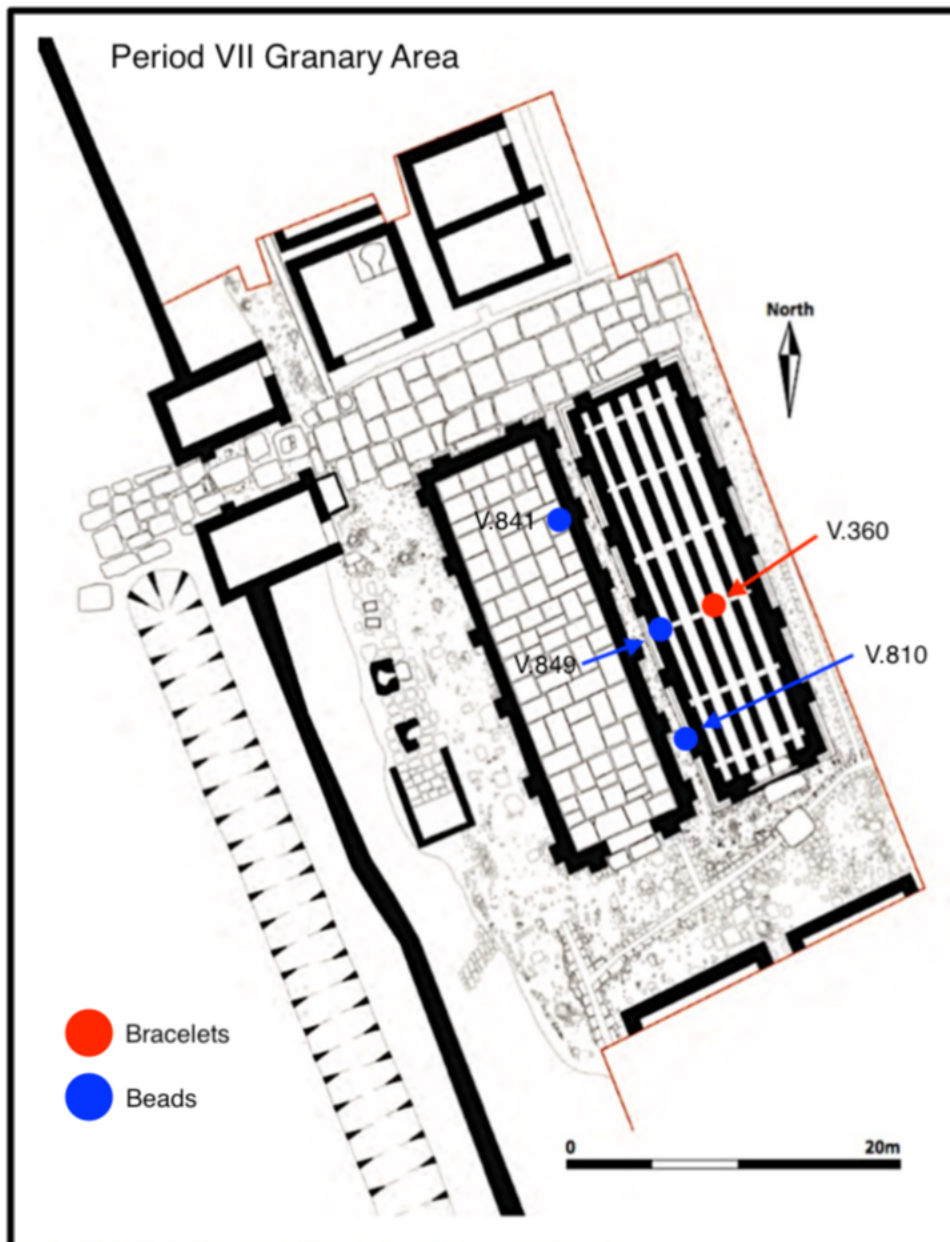 Period VII Granary Area
North
V.841
V.360
V.849
V.810
Bracelets
Beads
0 20m